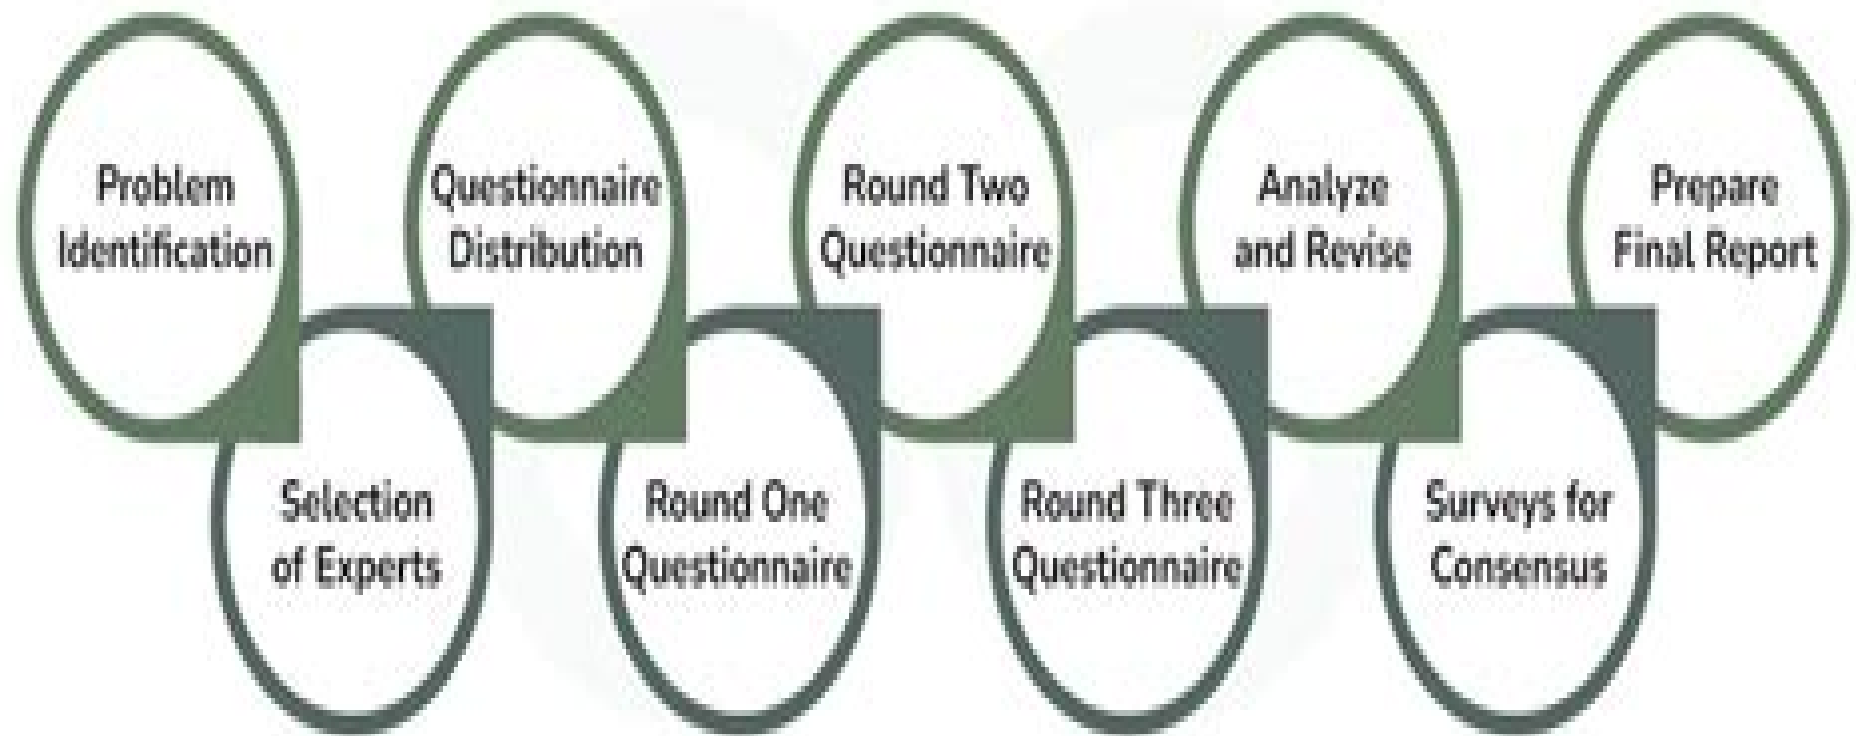 Problem
Identification
Selection
of Experts
Questionnaire
Distribution
Round One
Questionnaire
Round Two
Questionnaire
Round Three
Questionnaire
Analyze
and Revise
Surveys for
Consensus
Prepare
Final Report